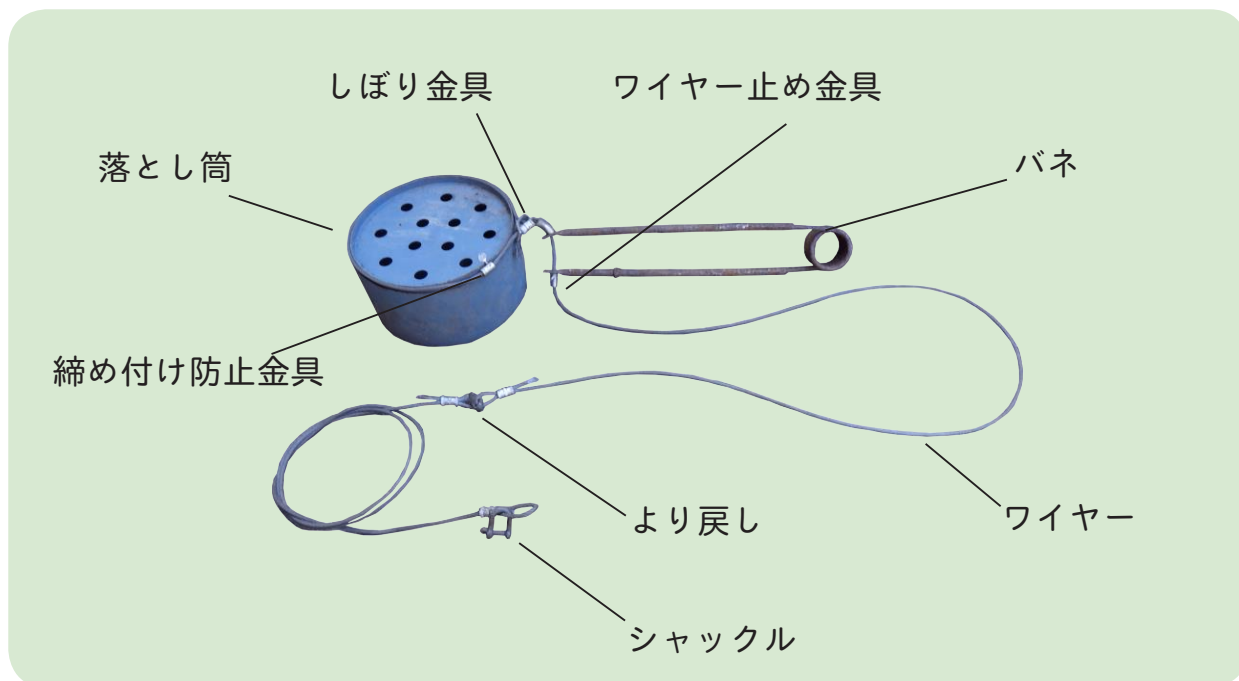 しぼり金具
ワイヤー止め金具
落とし筒
バネ
締め付け防止金具
より戻し
ワイヤー
シャックル